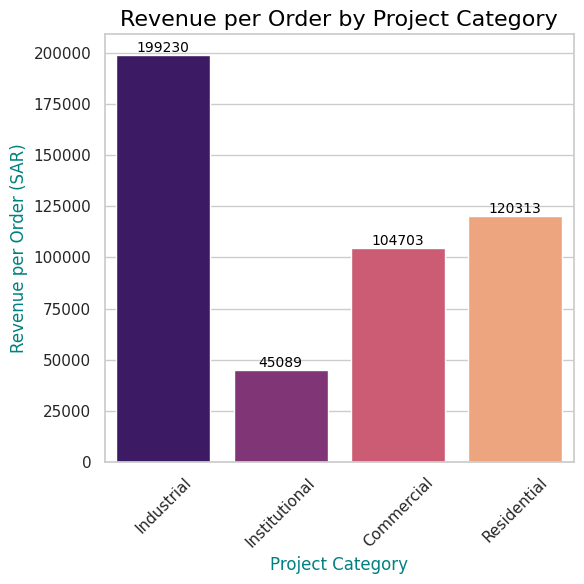 Revenue per Order by Project Category
Revenue per Order (SAR)
200000
175000
150000
125000
100000
75000
50000
25000
0
199230
45089
104703
120313
Industrial
Institutional
Commercial
Residential
Project Category